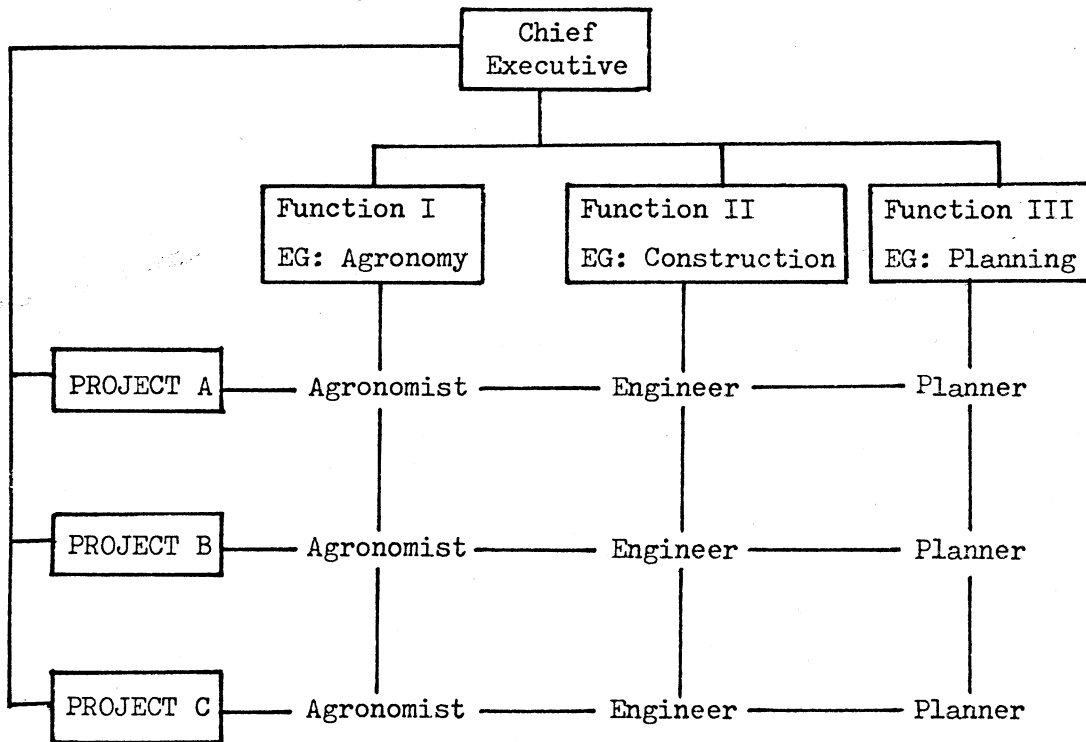 Chief
Executive
Function I
EG: Agronomy
Function II
EG: Construction
Function III
EG: Planning
PROJECT A
Agronomist
Engineer
Planner
PROJECT B
Agronomist
Engineer
Planner
PROJECT C
Agronomist
Engineer
Planner